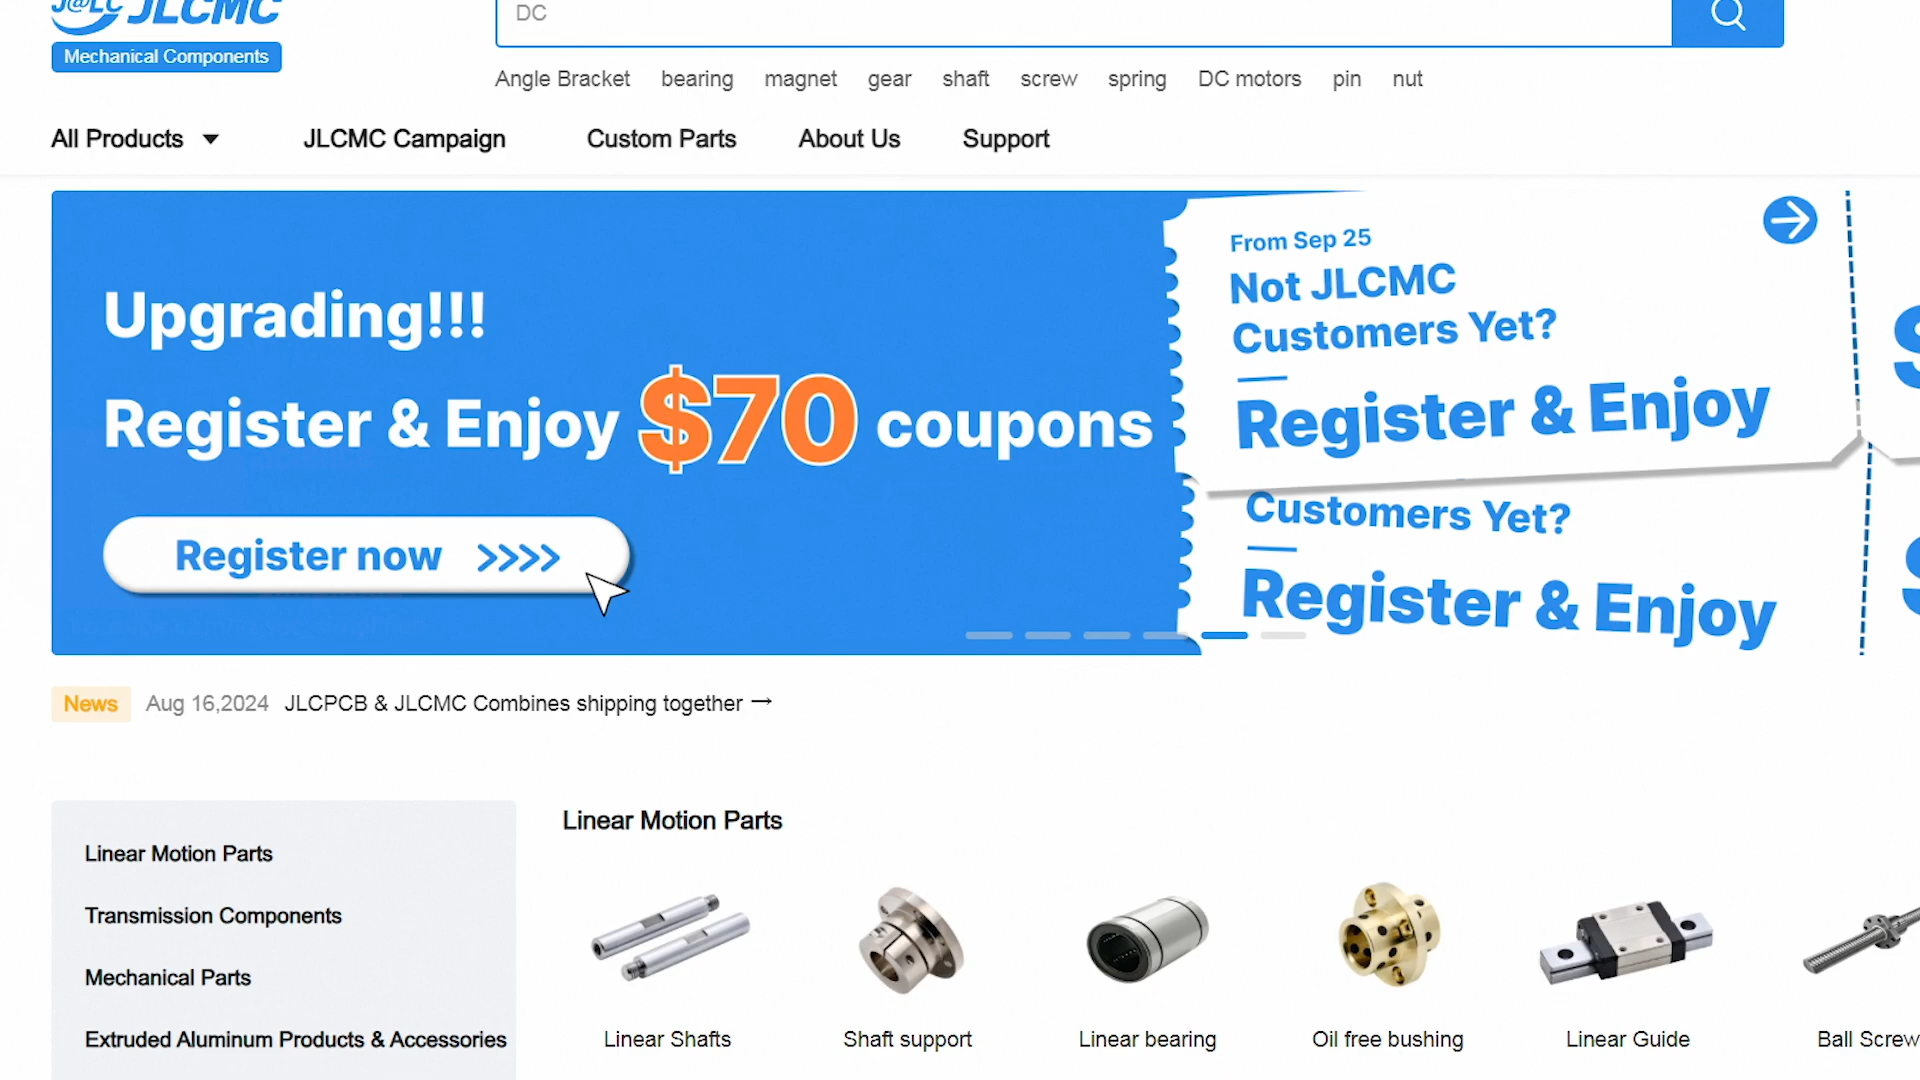 J@LC JLCMC
Mechanical Components
DC
Angle Bracket bearing magnet gear shaft screw spring DC motors pin nut
All Products JLCMC Campaign Custom Parts About Us Support
Upgrading!!!
Register & Enjoy $70 coupons
Register now >>>>
From Sep 25
Not JLCMC
Customers Yet?
Register & Enjoy
Customers Yet?
Register & Enjoy
News Aug 16,2024 JLCPCB & JLCMC Combines shipping together →
Linear Motion Parts
Transmission Components
Mechanical Parts
Extruded Aluminum Products & Accessories
Linear Motion Parts
Linear Shafts Shaft support Linear bearing Oil free bushing Linear Guide Ball Screw